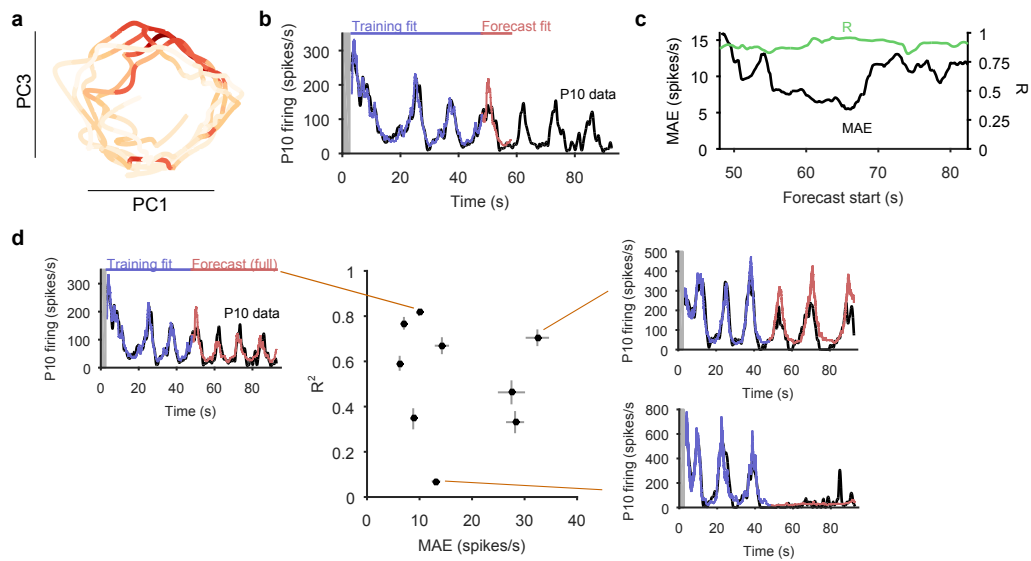 a
PC3
PC1
b
Training fit
Forecast fit
P10 data
P10 firing (spikes/s)
300
200
100
0
0
20
40
60
80
Time (s)
c
R
MAE
MAE (spikes/s)
15
10
5
0
1
0.75
0.5
0.25
0
R
50
60
70
80
Forecast start (s)
d
Training fit
Forecast (full)
P10 data
P10 firing (spikes/s)
300
200
100
0
0
20
40
60
80
Time (s)
R²
1
0.8
0.6
0.4
0.2
0
0
10
20
30
40
MAE (spikes/s)
P10 firing (spikes/s)
500
400
300
200
100
0
0
20
40
60
80
Time (s)
P10 firing (spikes/s)
800
600
400
200
0
0
20
40
60
80
Time (s)